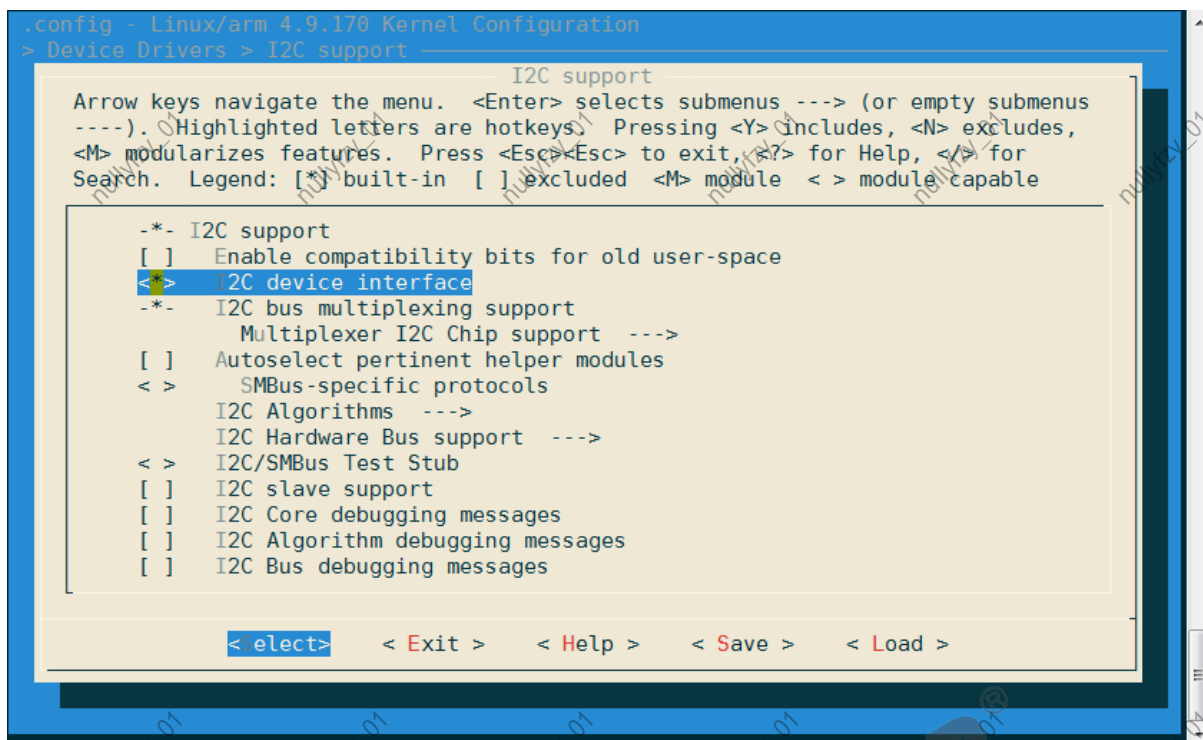 .config - Linux/arm 4.9.170 Kernel Configuration
> Device Drivers > I2C support
I2C support
Arrow keys navigate the menu.  <Enter> selects submenus ---> (or empty submenus
----).  Highlighted letters are hotkeys.  Pressing <Y> includes, <N> excludes,
<M> modularizes features.  Press <Esc><Esc> to exit, <?> for Help, </> for
Search.  Legend: [*] built-in  [ ] excluded  <M> module  < > module capable
-*- I2C support
[ ]   Enable compatibility bits for old user-space
<*>   I2C device interface
-*-   I2C bus multiplexing support
Multiplexer I2C Chip support  --->
[ ]   Autoselect pertinent helper modules
< >     SMBus-specific protocols
I2C Algorithms  --->
I2C Hardware Bus support  --->
< >   I2C/SMBus Test Stub
[ ]   I2C slave support
[ ]   I2C Core debugging messages
[ ]   I2C Algorithm debugging messages
[ ]   I2C Bus debugging messages
<Select>    < Exit >    < Help >    < Save >    < Load >
01 01 01 01 01
®